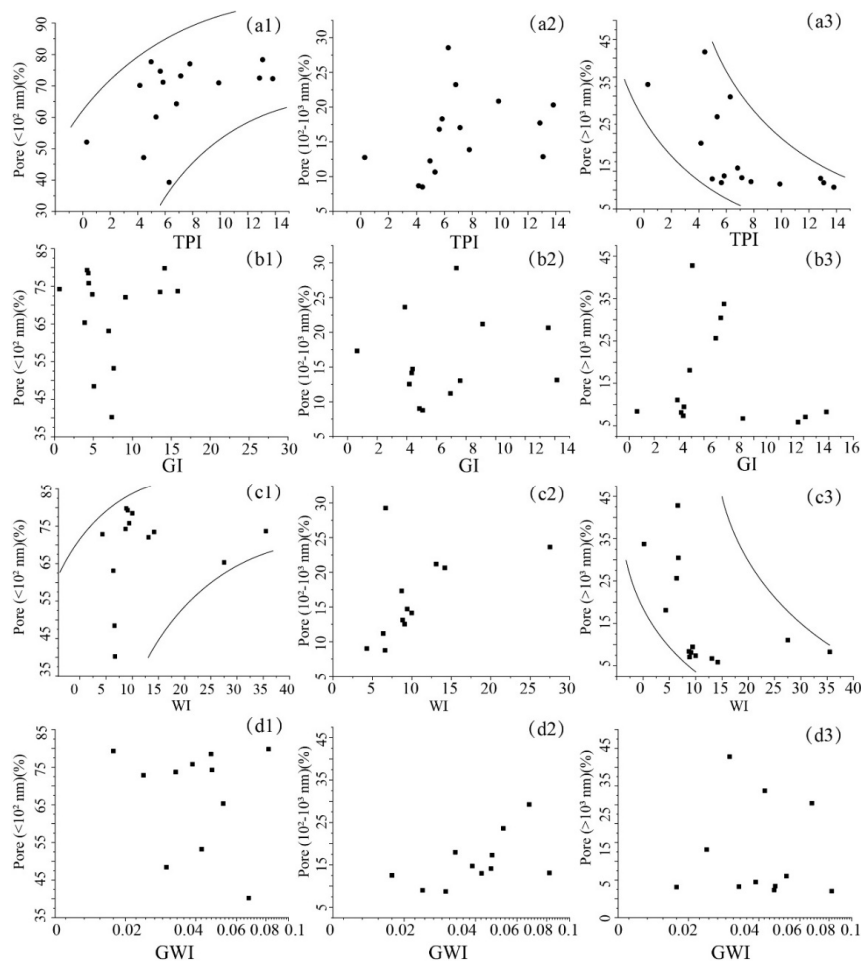 (a1)
Pore (<10² nm)(%)
90
80
70
60
50
40
30
0 2 4 6 8 10 12 14
TPI
(a2)
Pore (10²-10³ nm)(%)
30
25
20
15
10
5
0 2 4 6 8 10 12 14
TPI
(a3)
Pore (>10³ nm)(%)
45
35
25
15
5
0 2 4 6 8 10 12 14
TPI
(b1)
Pore (<10² nm)(%)
85
75
65
55
45
35
0 5 10 15 20 25 30
GI
(b2)
Pore (10²-10³ nm)(%)
30
25
20
15
10
5
0 2 4 6 8 10 12 14
GI
(b3)
Pore (>10³ nm)(%)
45
35
25
15
5
0 2 4 6 8 10 12 14 16
GI
(c1)
Pore (<10² nm)(%)
85
75
65
55
45
35
0 5 10 15 20 25 30 35 40
WI
(c2)
Pore (10²-10³ nm)(%)
30
25
20
15
10
5
0 5 10 15 20 25 30
WI
(c3)
Pore (>10³ nm)(%)
45
35
25
15
5
0 5 10 15 20 25 30 35 40
WI
(d1)
Pore (<10² nm)(%)
85
75
65
55
45
35
0 0.02 0.04 0.06 0.08 0.1
GWI
(d2)
Pore (10²-10³ nm)(%)
45
35
25
15
5
0 0.02 0.04 0.06 0.08 0.1
GWI
(d3)
Pore (>10³ nm)(%)
45
35
25
15
5
0
0 0.02 0.04 0.06 0.08 0.1
GWI